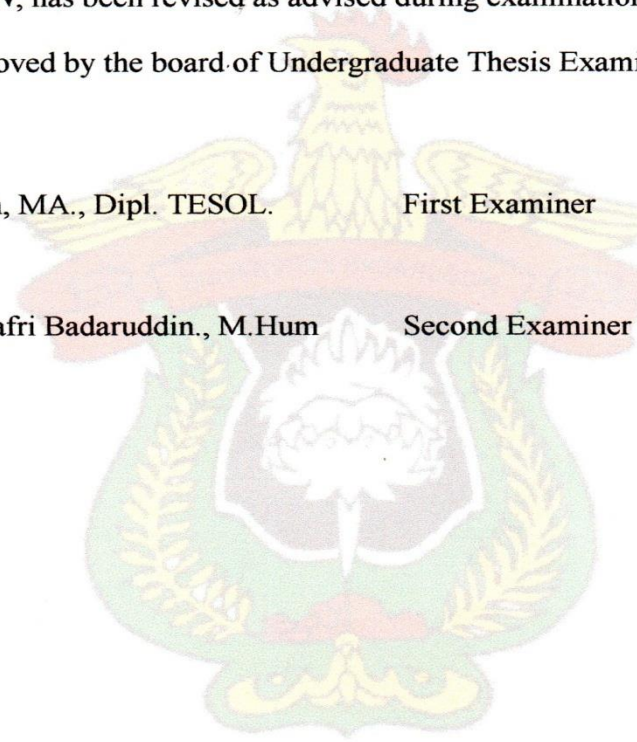 has been revised as advised during examination
oved by the board of Undergraduate Thesis Exami
, MA., Dipl. TESOL. First Examiner
afri Badaruddin., M.Hum Second Examiner